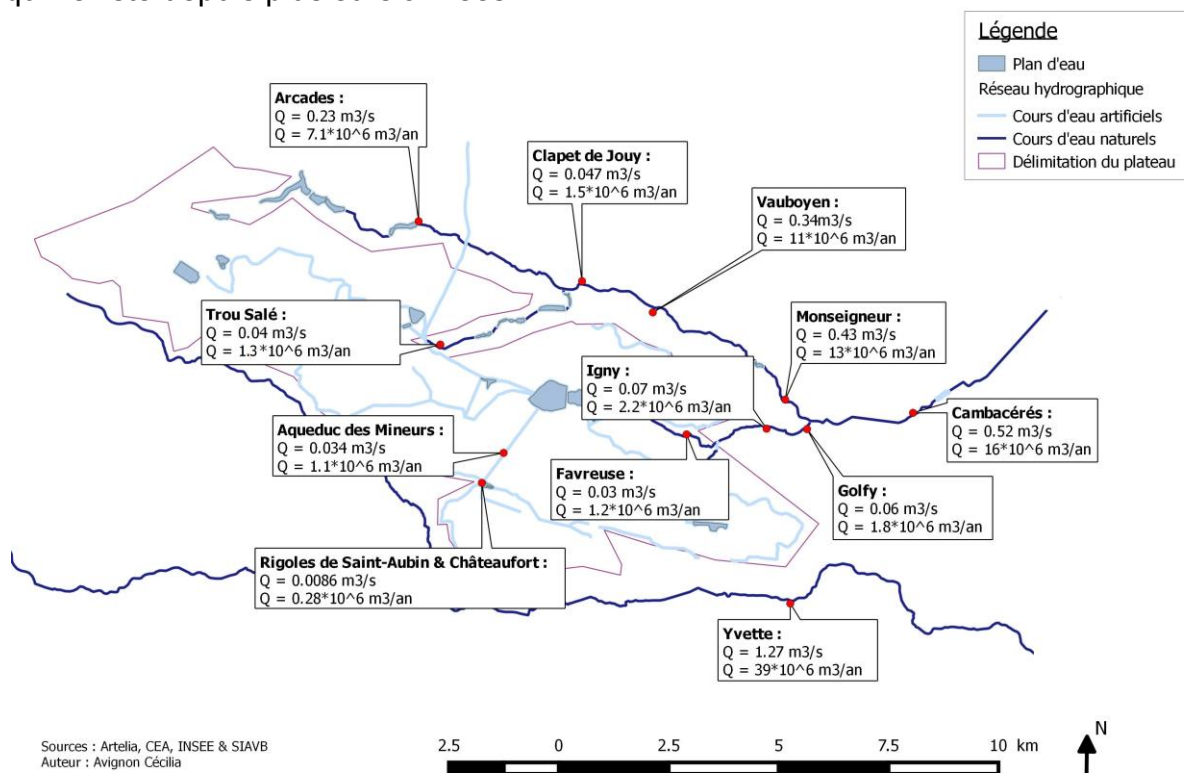 Légende
Plan d'eau
Réseau hydrographique
Cours d'eau artificiels
Cours d'eau naturels
Délimitation du plateau
Arcades :
Q = 0.23 m3/s
Q = 7.1*10^6 m3/an
Clapet de Jouy :
Q = 0.047 m3/s
Q = 1.5*10^6 m3/an
Vauboyen :
Q = 0.34m3/s
Q = 11*10^6 m3/an
Trou Salé :
Q = 0.04 m3/s
Q = 1.3*10^6 m3/an
Monseigneur :
Q = 0.43 m3/s
Q = 13*10^6 m3/an
Igny :
Q = 0.07 m3/s
Q = 2.2*10^6 m3/an
Cambacérés :
Q = 0.52 m3/s
Q = 16*10^6 m3/an
Aqueduc des Mineurs :
Q = 0.034 m3/s
Q = 1.1*10^6 m3/an
Favreuse :
Q = 0.03 m3/s
Q = 1.2*10^6 m3/an
Golfy :
Q = 0.06 m3/s
Q = 1.8*10^6 m3/an
Rigoles de Saint-Aubin & Châteaufort :
Q = 0.0086 m3/s
Q = 0.28*10^6 m3/an
Yvette :
Q = 1.27 m3/s
Q = 39*10^6 m3/an
Sources : Artelia, CEA, INSEE & SIAVB
Auteur : Avignon Cécilia
2.5 0 2.5 5 7.5 10 km
N